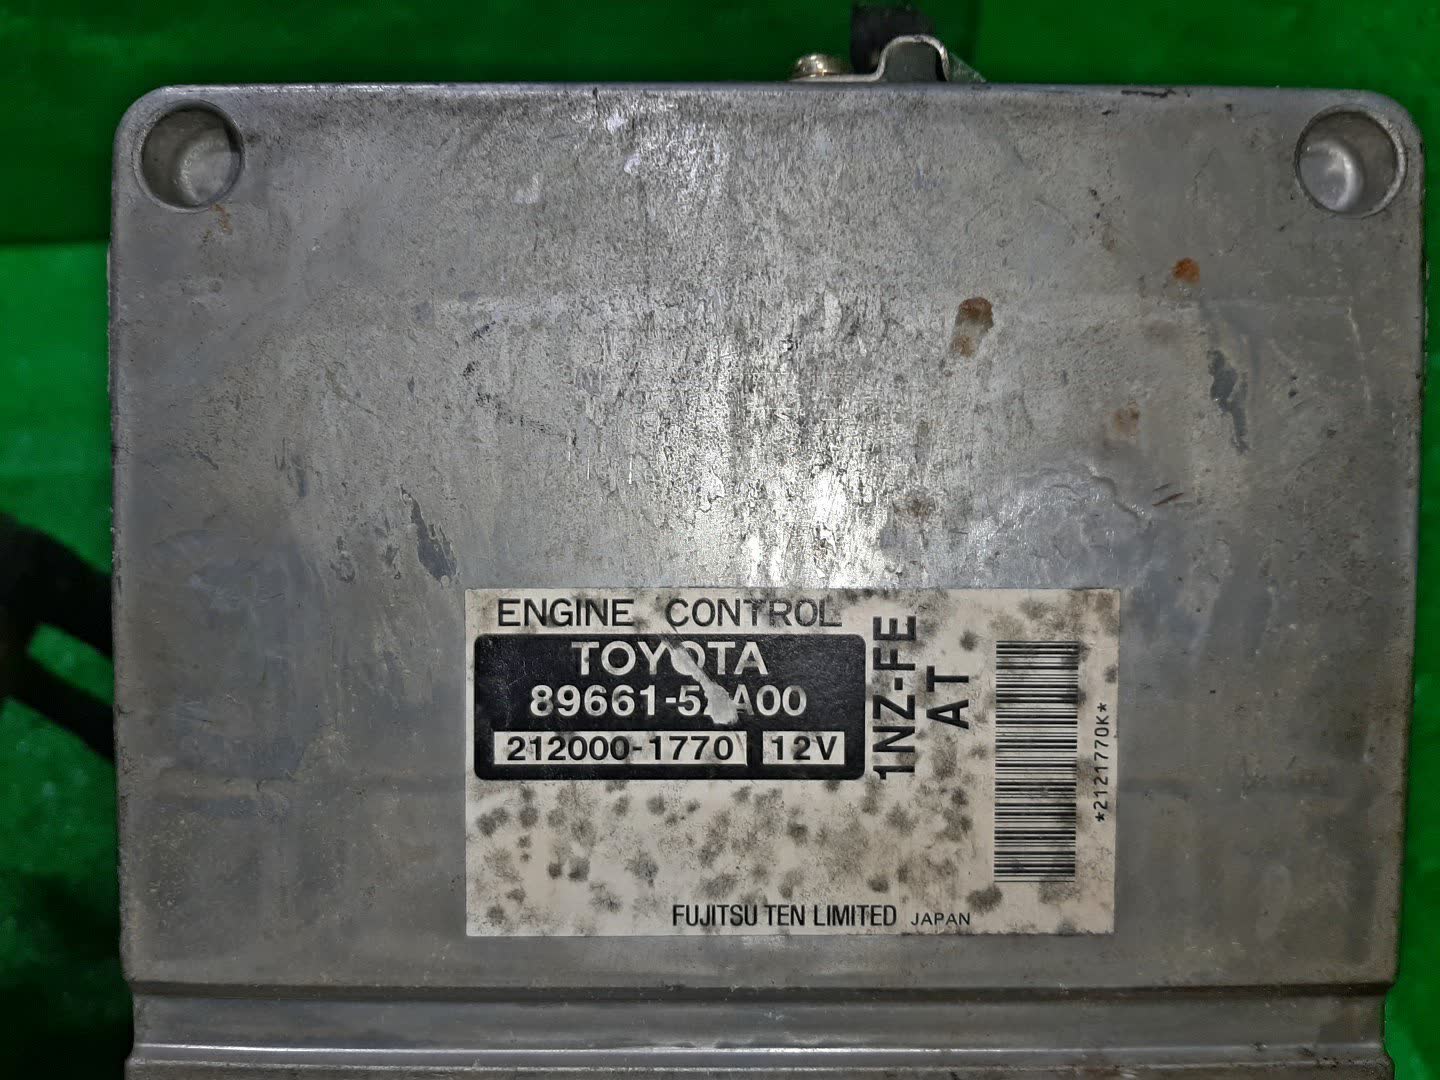 ENGINE CONTROL
TOYOTA
212000-1770 12V
1NZ-FE
AT
*2121770K*
FUJITSU TEN LIMITED JAPAN